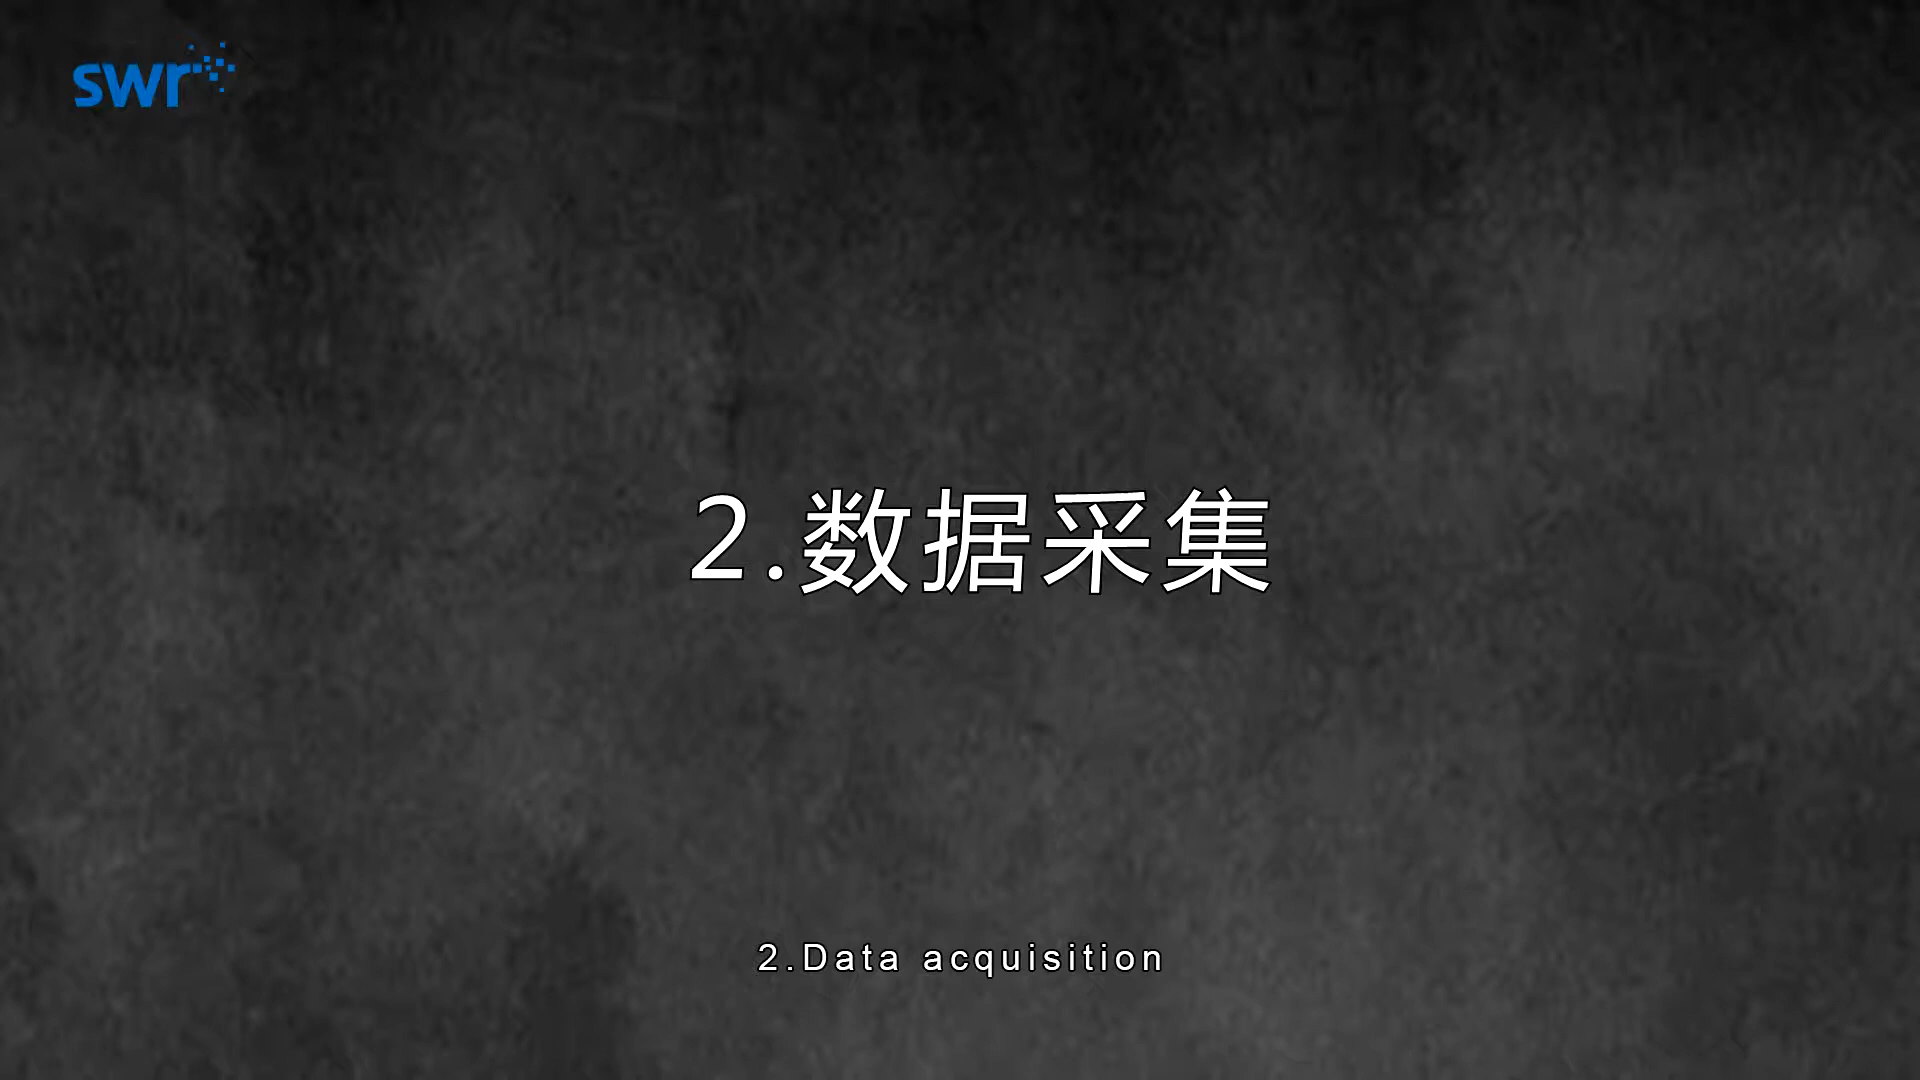 swr
2.数据采集
2.Data acquisition